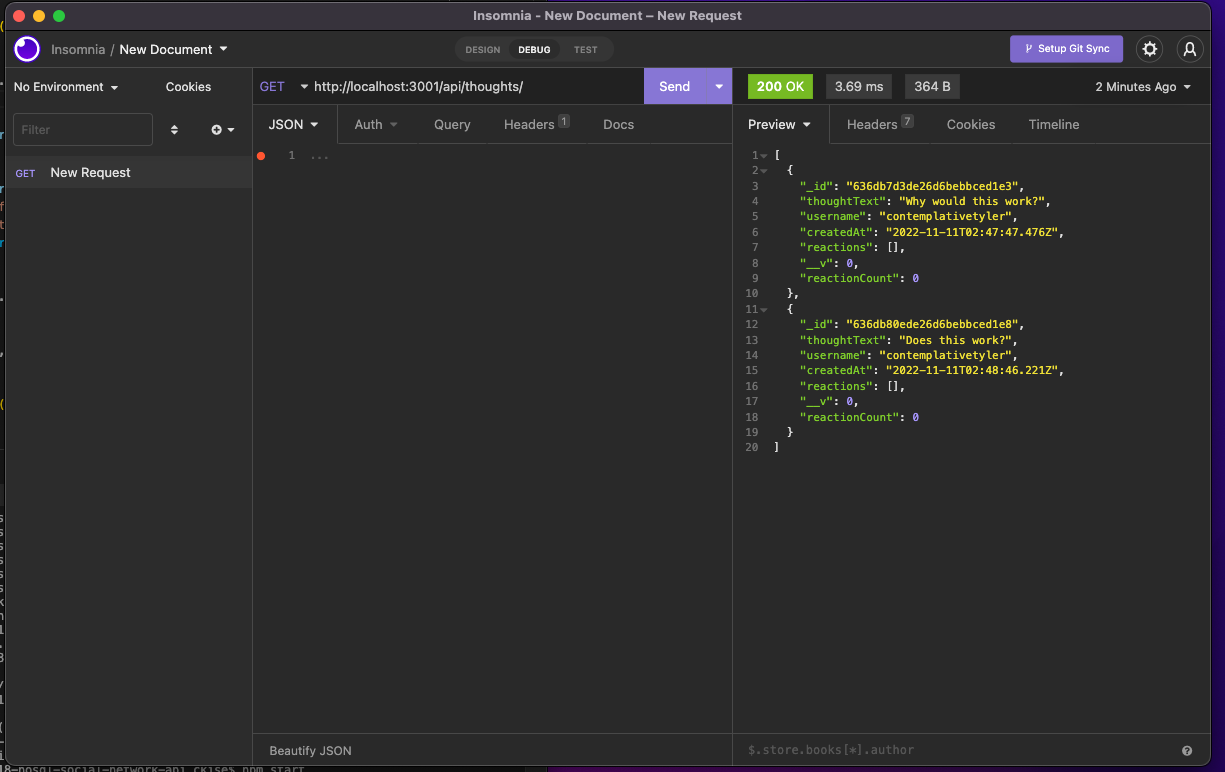 Insomnia - New Document – New Request
Insomnia / New Document
DESIGN DEBUG TEST
Setup Git Sync
No Environment Cookies
GET http://localhost:3001/api/thoughts/ Send
200 OK 3.69 ms 364 B 2 Minutes Ago
Filter
JSON Auth Query Headers 1 Docs
Preview Headers 7 Cookies Timeline
GET New Request
1 ...
1 [
2 {
3 "_id": "636db7d3de26d6bebbced1e3",
4 "thoughtText": "Why would this work?",
5 "username": "contemplativetyler",
6 "createdAt": "2022-11-11T02:47:47.476Z",
7 "reactions": [],
8 "__v": 0,
9 "reactionCount": 0
10 },
11 {
12 "_id": "636db80ede26d6bebbced1e8",
13 "thoughtText": "Does this work?",
14 "username": "contemplativetyler",
15 "createdAt": "2022-11-11T02:48:46.221Z",
16 "reactions": [],
17 "__v": 0,
18 "reactionCount": 0
19 }
20 ]
Beautify JSON
$.store.books[*].author
18-nosql-social-network-api ckise% npm start